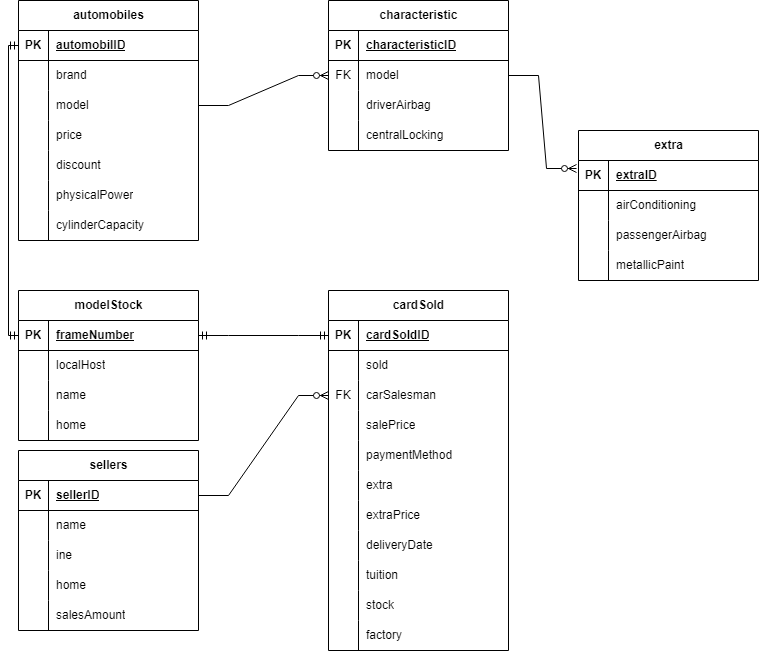 automobiles
PK automobilID
brand
model
price
discount
physicalPower
cylinderCapacity
characteristic
PK characteristicID
FK model
driverAirbag
centralLocking
extra
PK extraID
airConditioning
passengerAirbag
metallicPaint
modelStock
PK frameNumber
localHost
name
home
cardSold
PK cardSoldID
sold
FK carSalesman
salePrice
paymentMethod
extra
extraPrice
deliveryDate
tuition
stock
factory
sellers
PK sellerID
name
ine
home
salesAmount